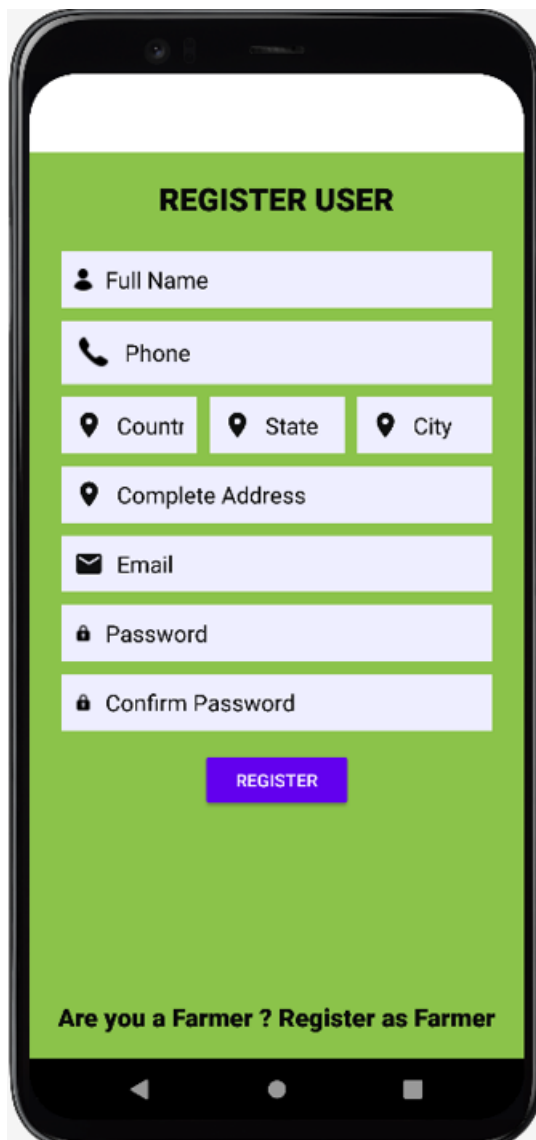 REGISTER USER
Full Name
Phone
Countr State City
Complete Address
Email
Password
Confirm Password
REGISTER
Are you a Farmer ? Register as Farmer